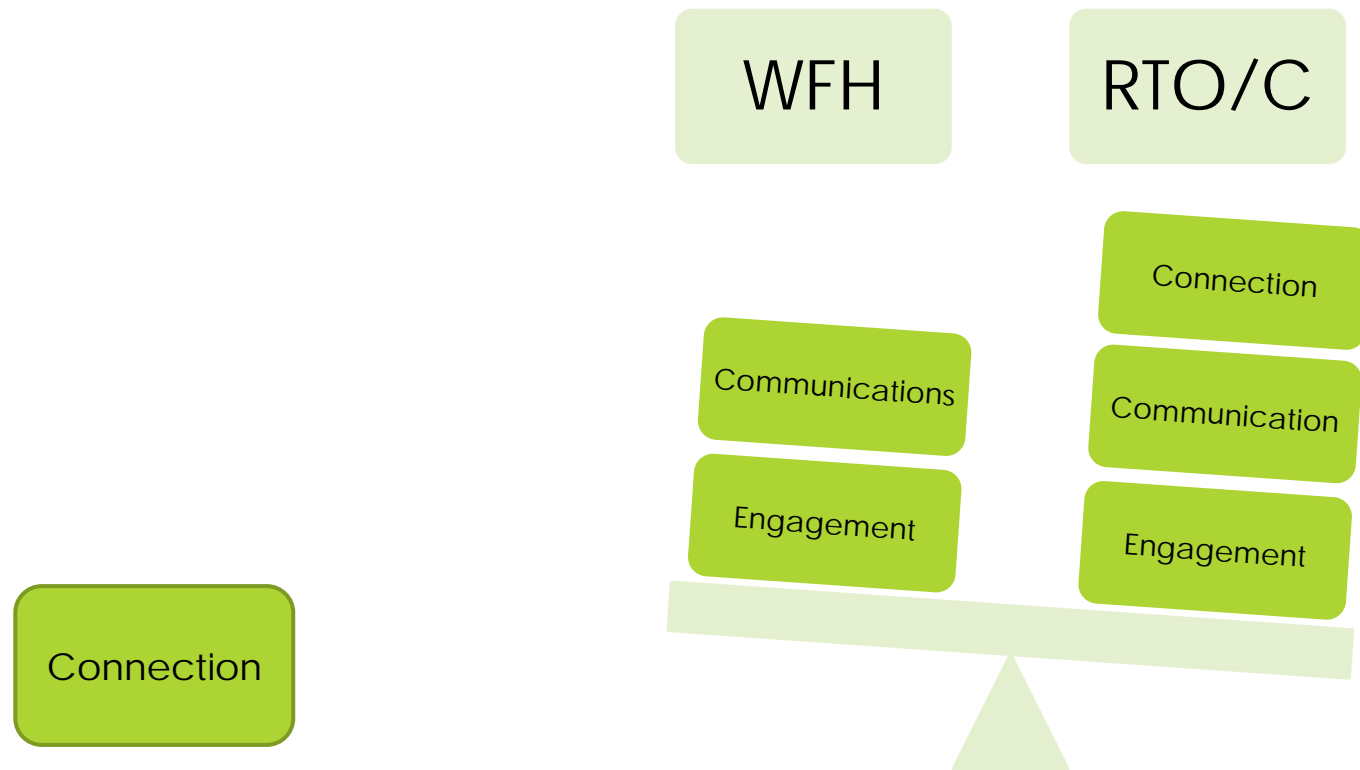 WFH
RTO/C
Connection
Communications
Communication
Engagement
Engagement
Connection